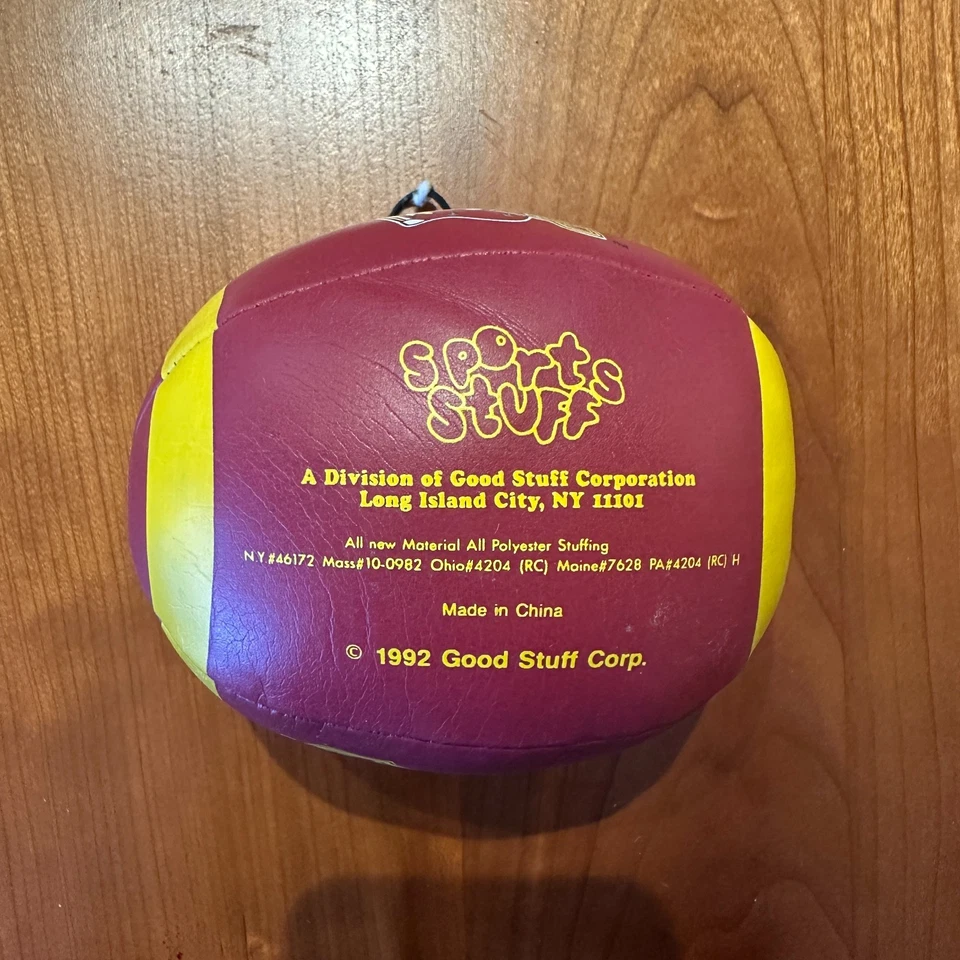 sports
stuff
A Division of Good Stuff Corporation
Long Island City, NY 11101
All new Material All Polyester Stuffing
N.Y#46172 Mass#10-0982 Ohio#4204 (RC) Maine#7628 PA#4204 (RC) H
Made in China
© 1992 Good Stuff Corp.